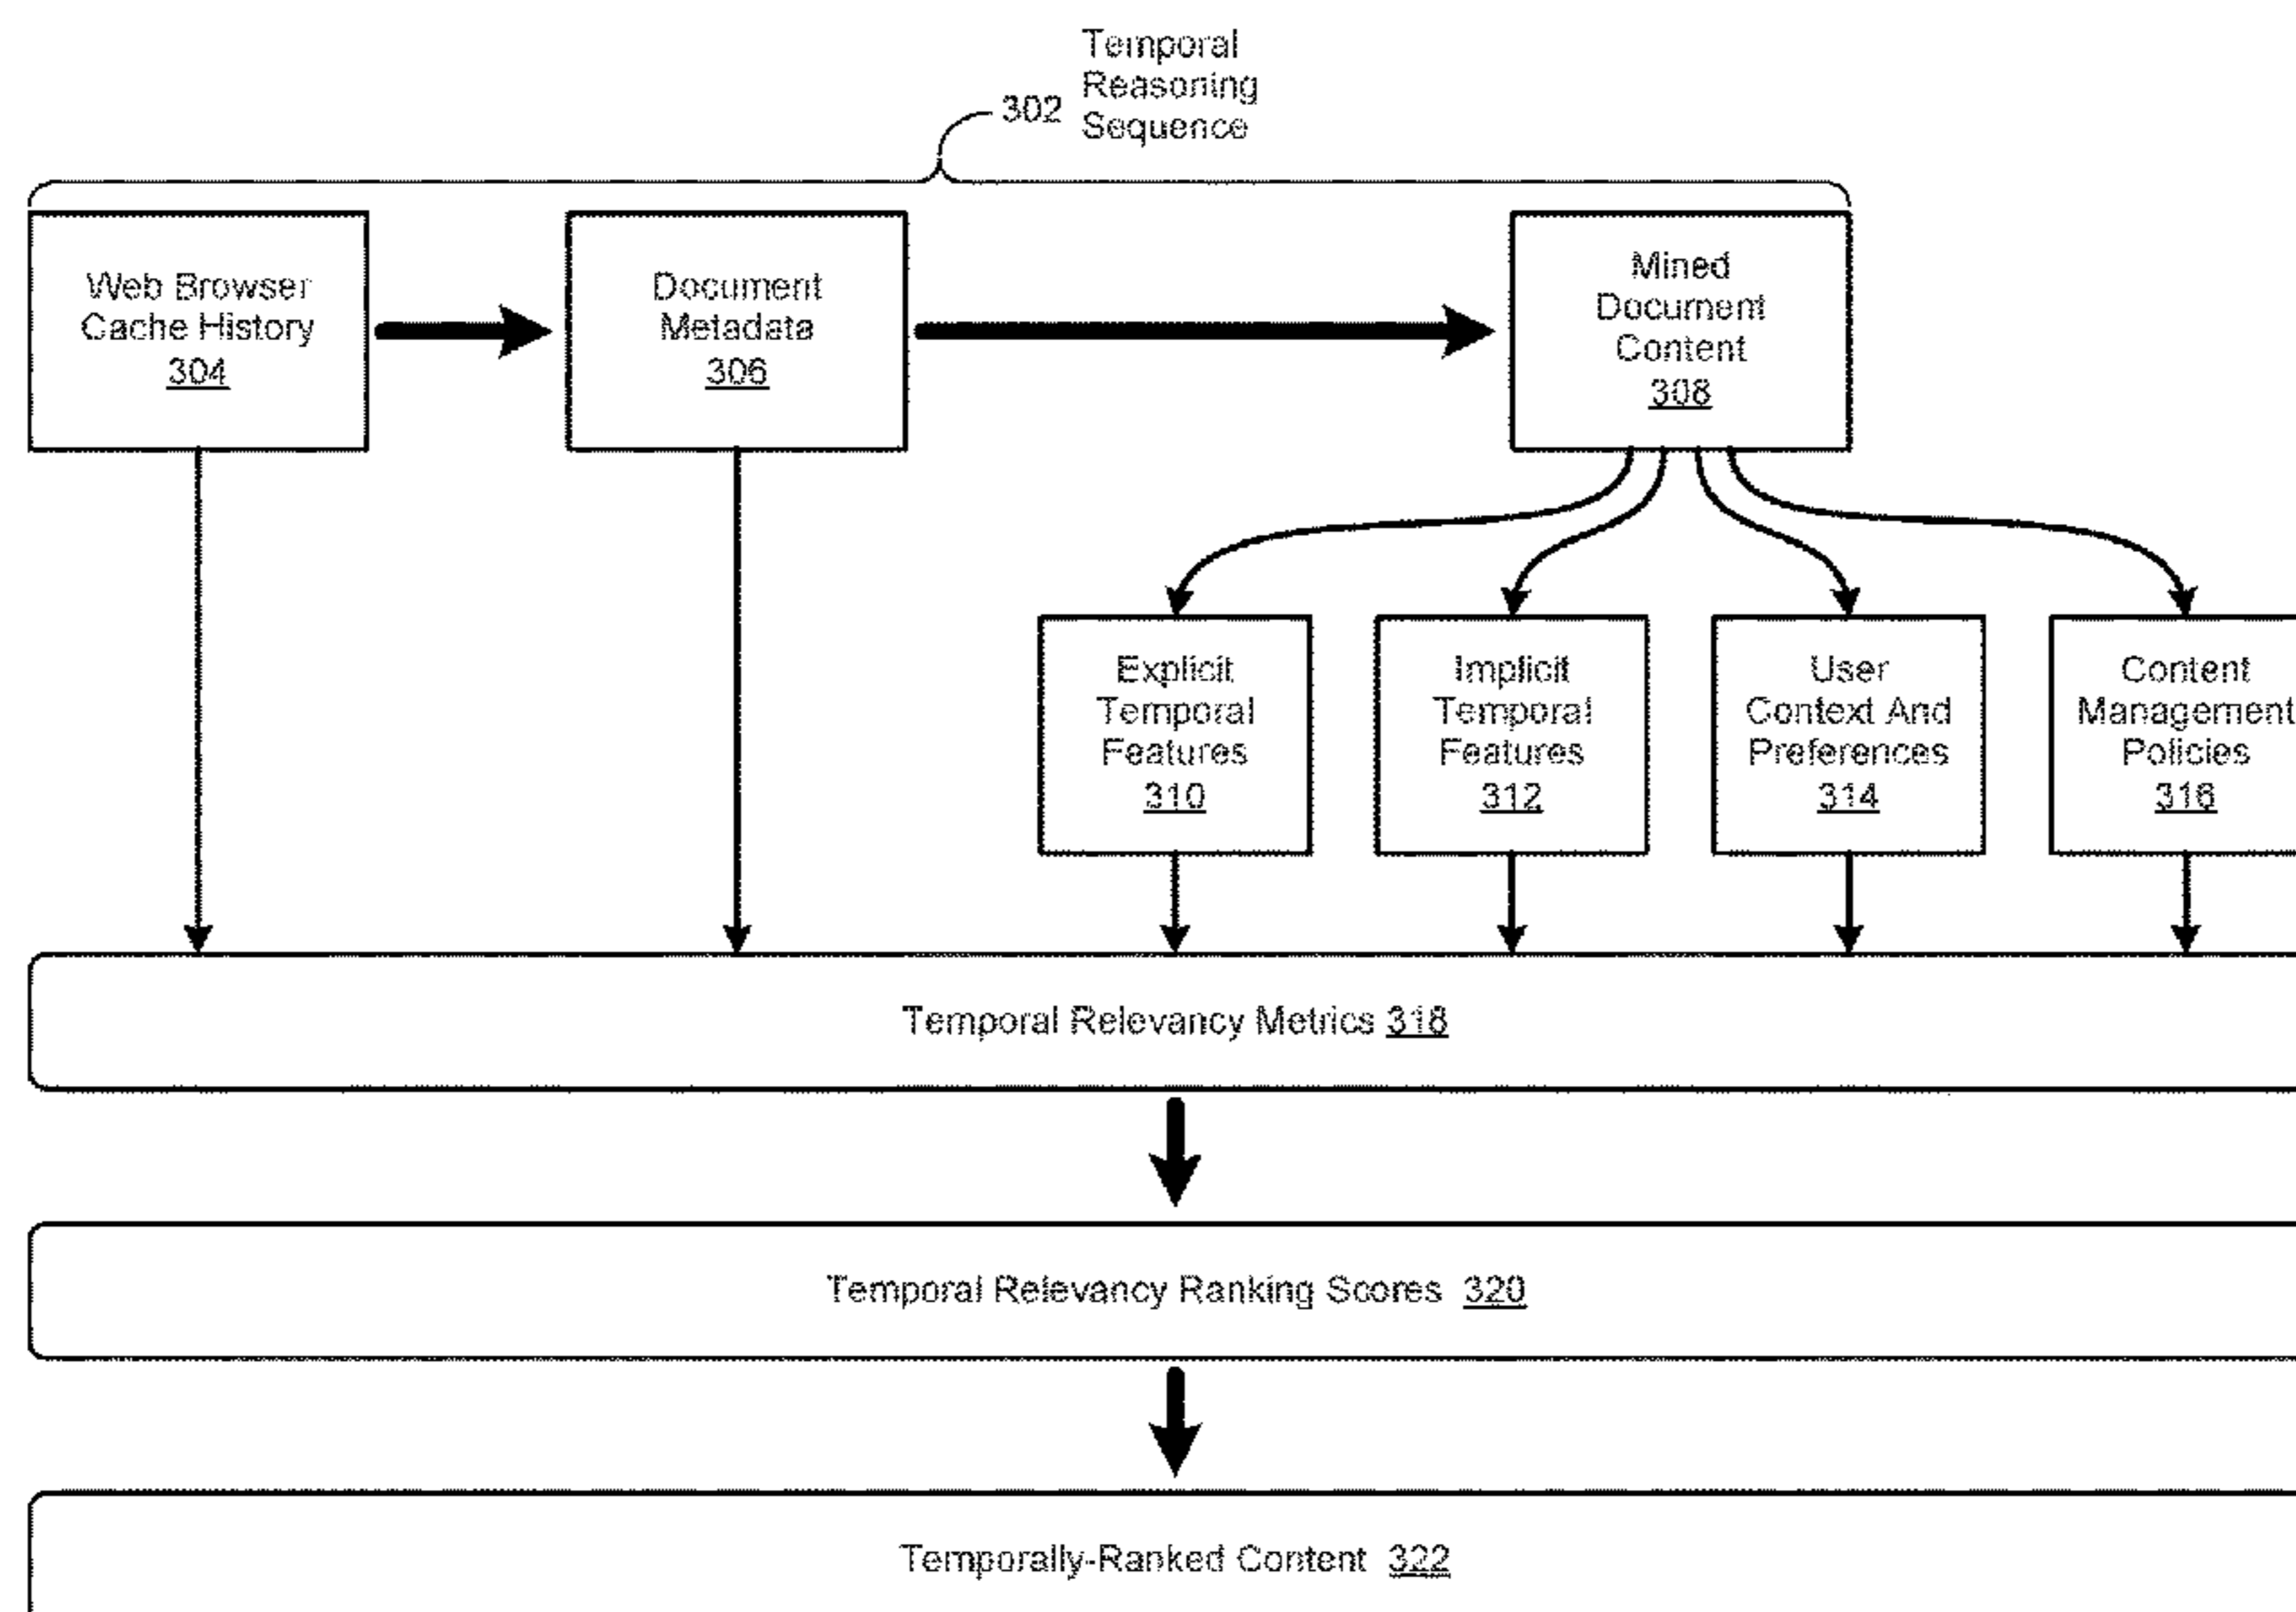 Temporal
Reasoning
Sequence
302
Web Browser
Cache History
304
Document
Metadata
306
Mined
Document
Content
308
Explicit
Temporal
Features
310
Implicit
Temporal
Features
312
User
Context And
Preferences
314
Content
Management
Policies
316
Temporal Relevancy Metrics 318
Temporal Relevancy Ranking Scores 320
Temporally-Ranked Content 322